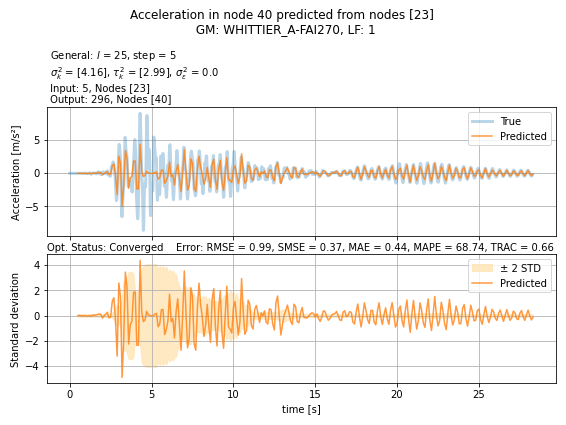 Acceleration in node 40 predicted from nodes [23]
GM: WHITTIER_A-FAI270, LF: 1
General: l = 25, step = 5
σ²ₖ = [4.16], τ²ₖ = [2.99], σ²ε = 0.0
Input: 5, Nodes [23]
Output: 296, Nodes [40]
Acceleration [m/s²]
5
0
−5
True
Predicted
Opt. Status: Converged    Error: RMSE = 0.99, SMSE = 0.37, MAE = 0.44, MAPE = 68.74, TRAC = 0.66
Standard deviation
4
2
0
−2
−4
± 2 STD
Predicted
0 5 10 15 20 25
time [s]